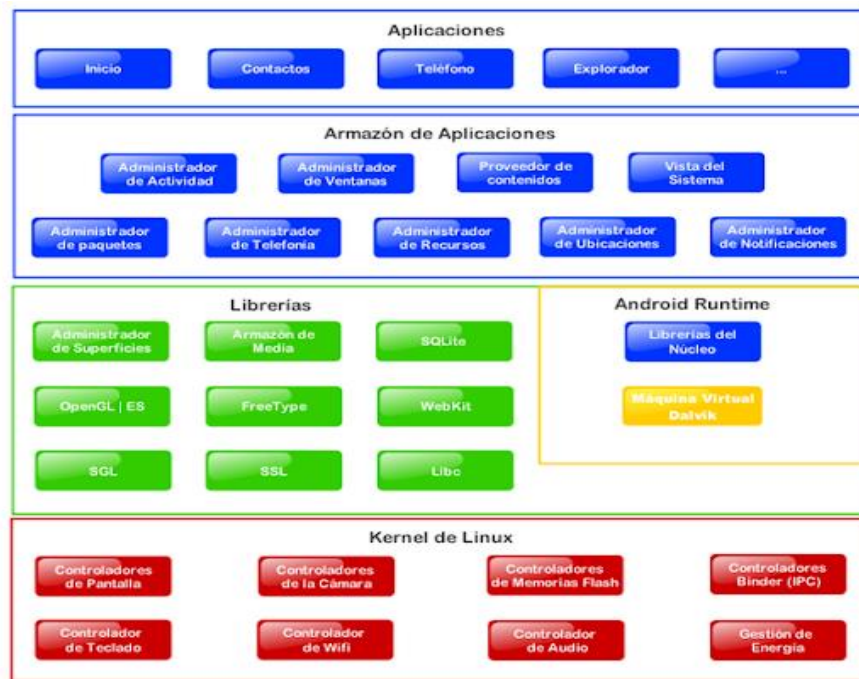 Aplicaciones
Inicio
Contactos
Teléfono
Explorador
...
Armazón de Aplicaciones
Administrador
de Actividad
Administrador
de Ventanas
Proveedor de
contenidos
Vista del
Sistema
Administrador
de paquetes
Administrador
de Telefonía
Administrador
de Recursos
Administrador
de Ubicaciones
Administrador
de Notificaciones
Librerías
Administrador
de Superficies
Armazón de
Media
SQLite
OpenGL | ES
FreeType
WebKit
SGL
SSL
Libc
Android Runtime
Librerías del
Núcleo
Máquina Virtual
Dalvik
Kernel de Linux
Controladores
de Pantalla
Controladores
de la Cámara
Controladores
de Memorias Flash
Controladores
Binder (IPC)
Controlador
de Teclado
Controlador
de Wifi
Controlador
de Audio
Gestión de
Energía